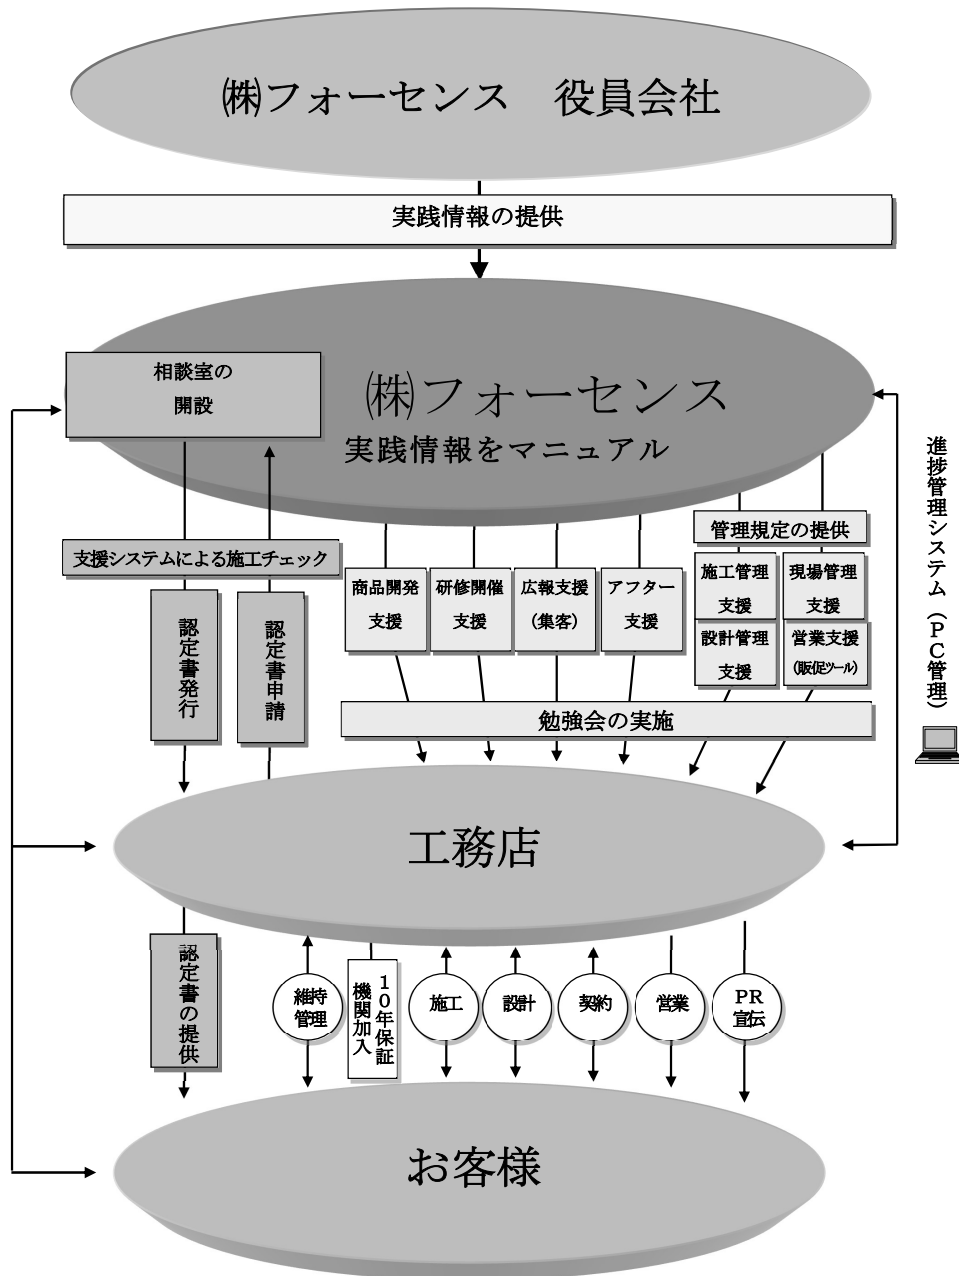 ㈱フォーセンス　役員会社
実践情報の提供
相談室の
開設
㈱フォーセンス
実践情報をマニュアル
進捗管理システム（PC管理）
管理規定の提供
支援システムによる施工チェック
商品開発
支援
研修開催
支援
広報支援
（集客）
アフター
支援
施工管理
支援
現場管理
支援
設計管理
支援
営業支援
（販促ツール）
認定書発行
認定書申請
勉強会の実施
工務店
認定書の提供
維持
管理
１０年保証
機関加入
施工
設計
契約
営業
PR
宣伝
お客様